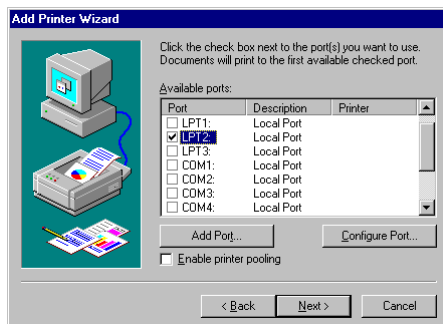 Add Printer Wizard
Click the check box next to the port(s) you want to use.
Documents will print to the first available checked port.
Available ports:
Port Description Printer
LPT1: Local Port
LPT2: Local Port
LPT3: Local Port
COM1: Local Port
COM2: Local Port
COM3: Local Port
COM4: Local Port
Add Port... Configure Port...
Enable printer pooling
< Back Next > Cancel